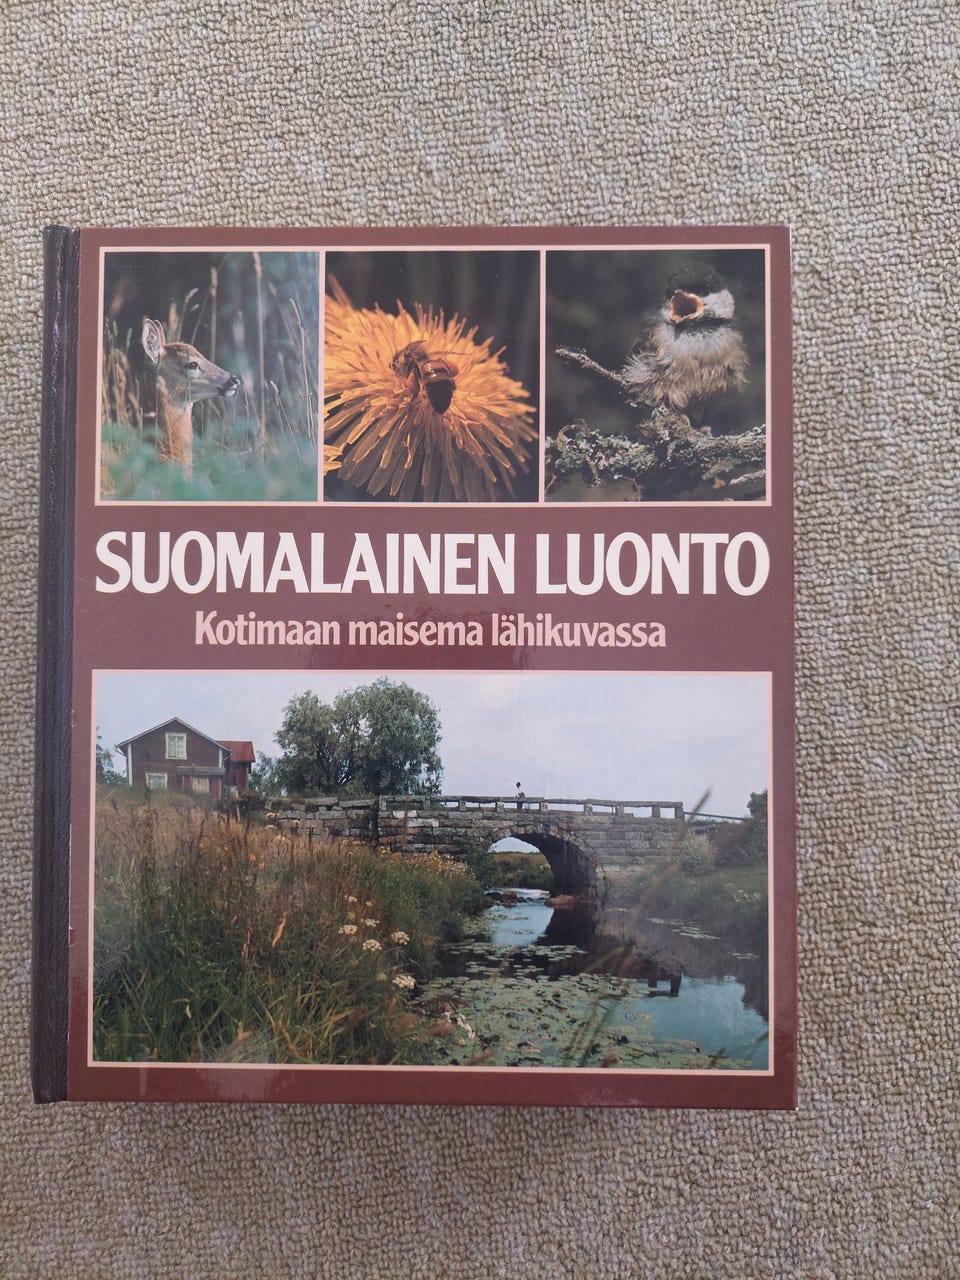 SUOMALAINEN LUONTO
Kotimaan maisema lähikuvassa